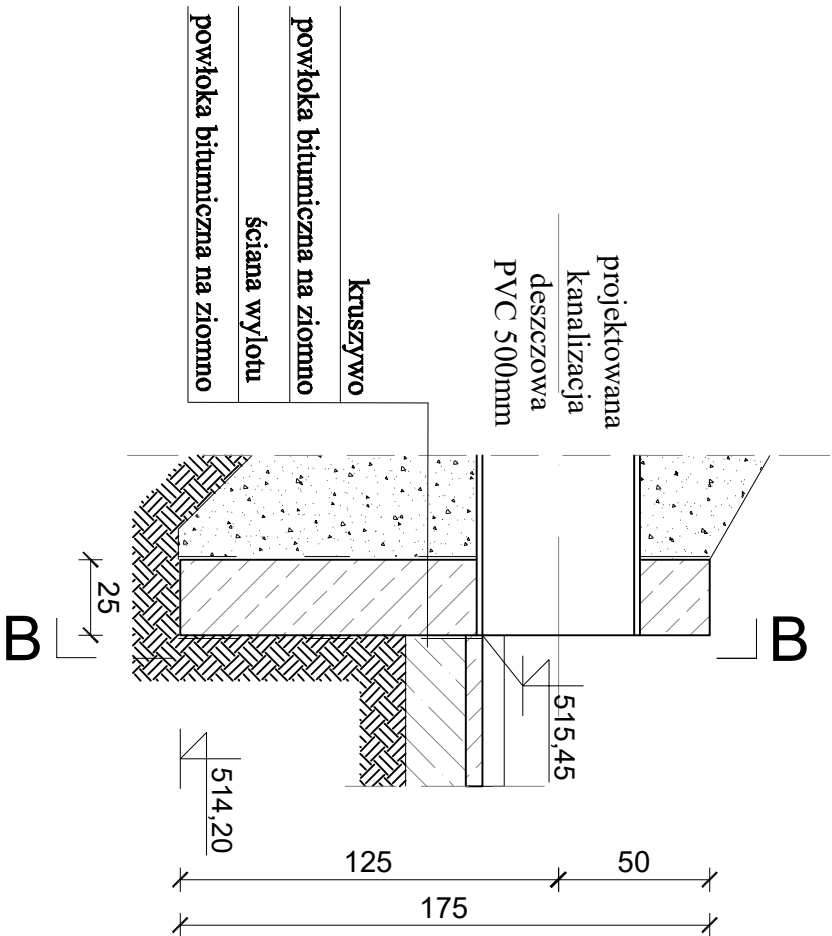 projektowana
kanalizacja
deszczowa
PVC 500mm
kruszywo
powłoka bitumiczna na ziomno
ściana wylotu
powłoka bitumiczna na ziomno
25
B
B
515,45
514,20
125
50
175